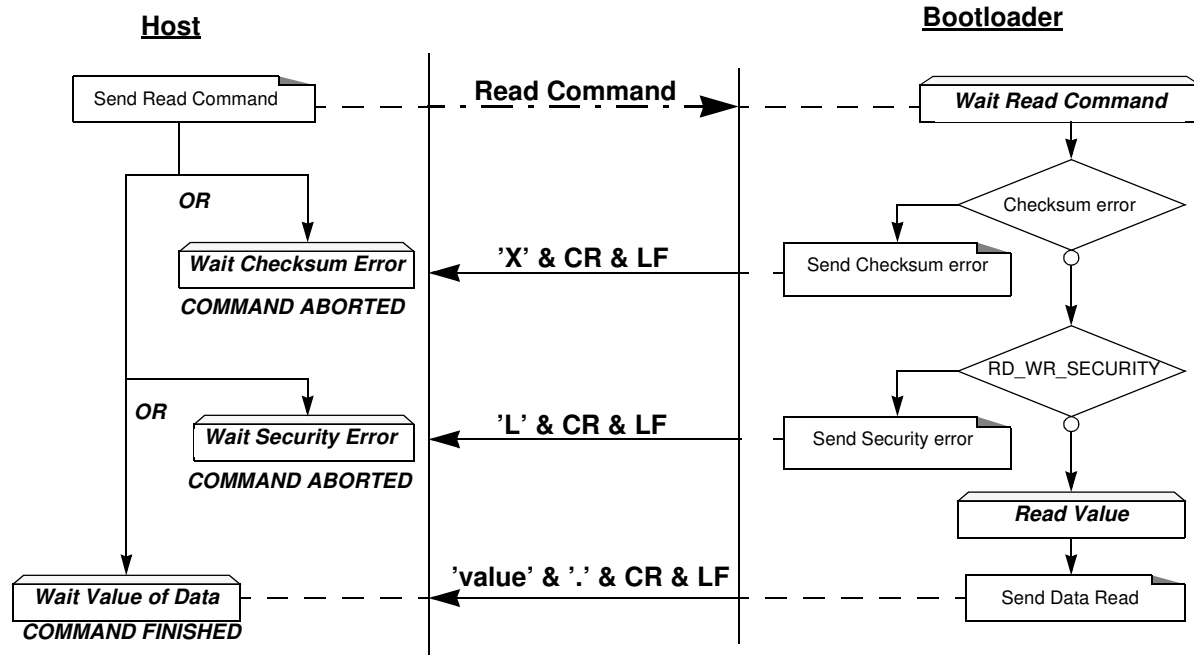 Host
Bootloader
Send Read Command
Read Command
Wait Read Command
OR
Checksum error
Wait Checksum Error
’X’ & CR & LF
Send Checksum error
COMMAND ABORTED
RD_WR_SECURITY
OR
Wait Security Error
’L’ & CR & LF
Send Security error
COMMAND ABORTED
Read Value
’value’ & ’.’ & CR & LF
Wait Value of Data
Send Data Read
COMMAND FINISHED